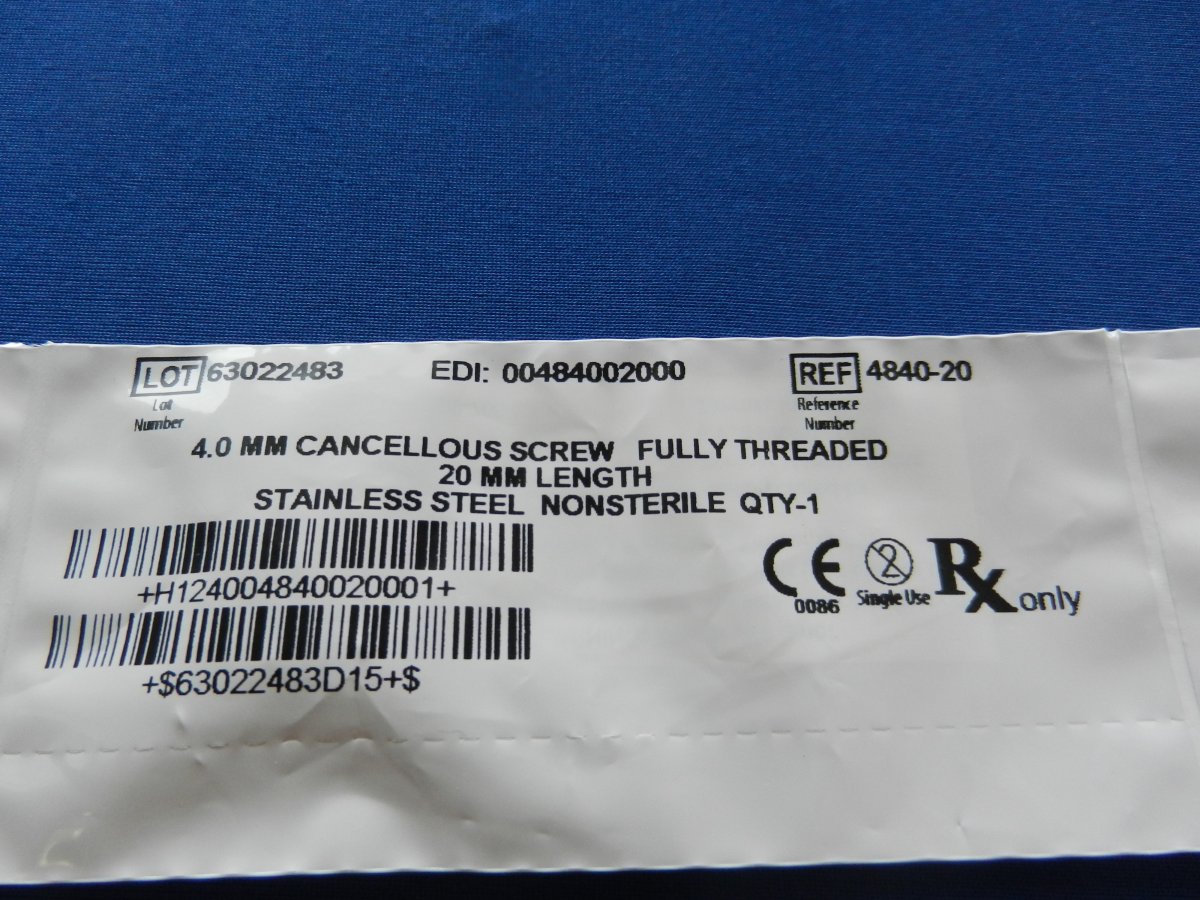 LOT 63022483 EDI: 00484002000 REF 4840-20
Lot Number Reference Number
4.0 MM CANCELLOUS SCREW FULLY THREADED
20 MM LENGTH
STAINLESS STEEL NONSTERILE QTY-1
+H124004840020001+
CE 0086 2 Single Use Rx only
+$63022483D15+$